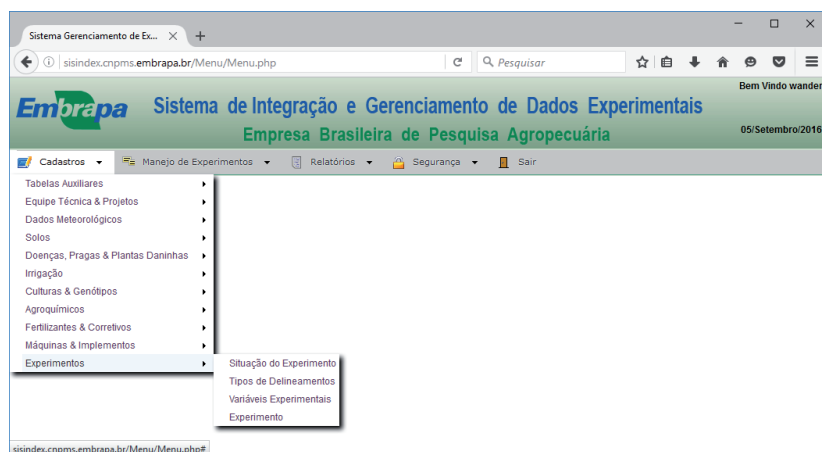 Sistema Gerenciamento de Ex...
sisindex.cnpms.embrapa.br/Menu/Menu.php
Pesquisar
Bem Vindo wander
Embrapa
Sistema de Integração e Gerenciamento de Dados Experimentais
Empresa Brasileira de Pesquisa Agropecuária
05/Setembro/2016
Cadastros Manejo de Experimentos Relatórios Segurança Sair
Tabelas Auxiliares
Equipe Técnica & Projetos
Dados Meteorológicos
Solos
Doenças, Pragas & Plantas Daninhas
Irrigação
Culturas & Genótipos
Agroquímicos
Fertilizantes & Corretivos
Máquinas & Implementos
Experimentos
Situação do Experimento
Tipos de Delineamentos
Variáveis Experimentais
Experimento
sisindex.cnpms.embrapa.br/Menu/Menu.php#